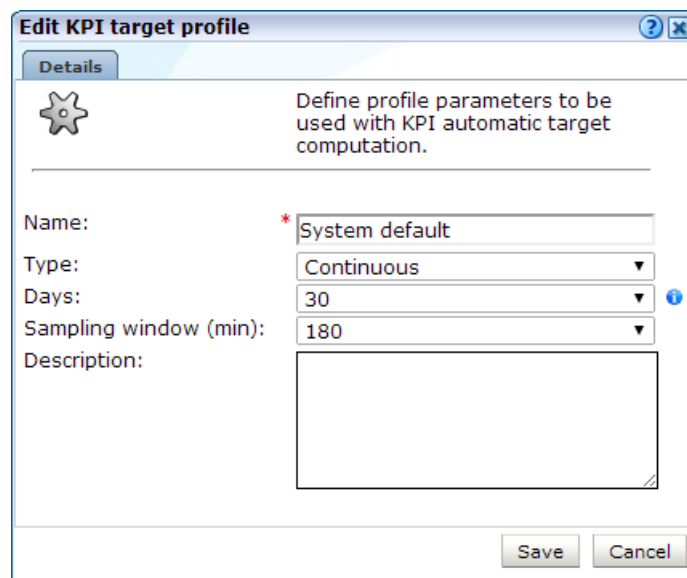 Edit KPI target profile
Details
Define profile parameters to be
used with KPI automatic target
computation.
Name: * System default
Type: Continuous
Days: 30
Sampling window (min): 180
Description:
Save Cancel